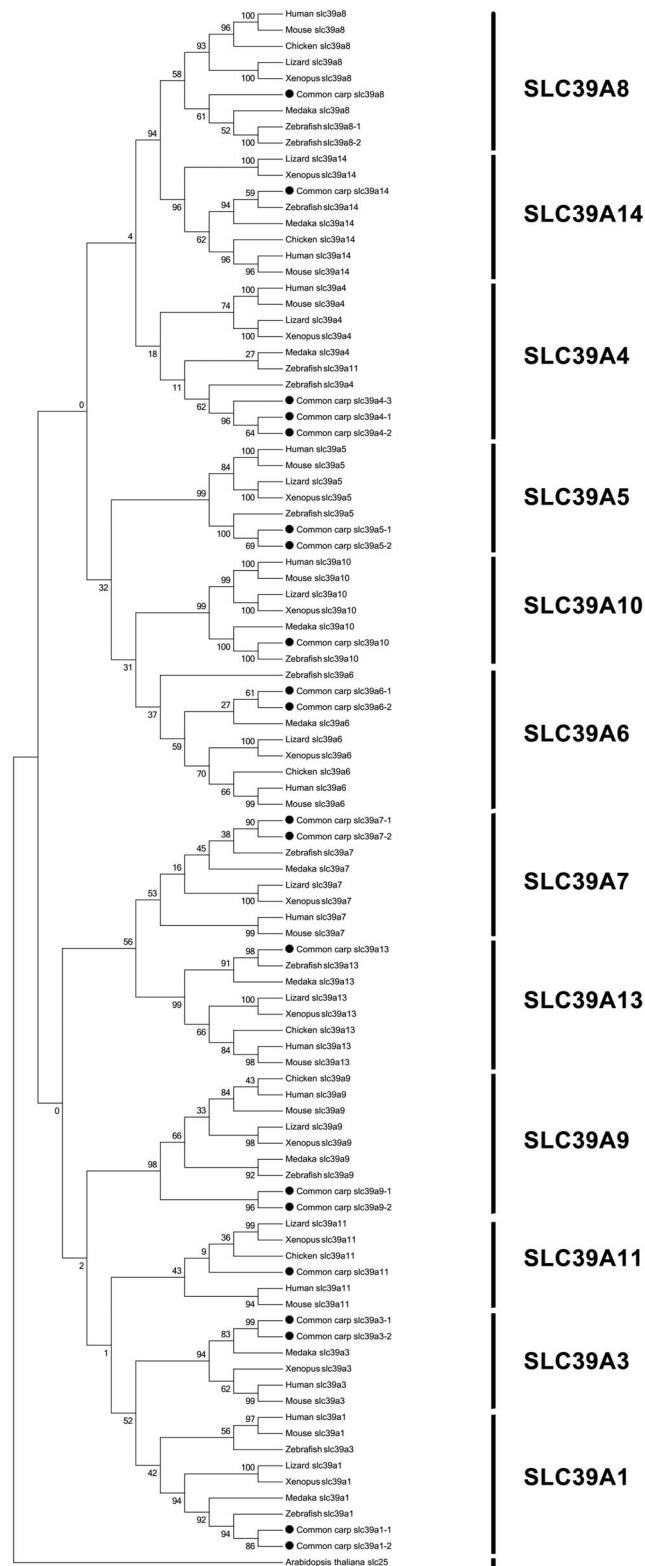 Human slc39a8
100
Mouse slc39a8
96
Chicken slc39a8
93
Lizard slc39a8
100
Xenopus slc39a8
58
Common carp slc39a8
SLC39A8
61
Medaka slc39a8
52
Zebrafish slc39a8-1
100
Zebrafish slc39a8-2
94
Lizard slc39a14
100
Xenopus slc39a14
96
Common carp slc39a14
59
Zebrafish slc39a14
94
SLC39A14
Medaka slc39a14
62
Chicken slc39a14
4
Human slc39a14
96
Mouse slc39a14
96
Human slc39a4
100
Mouse slc39a4
74
Lizard slc39a4
Xenopus slc39a4
100
18
Medaka slc39a4
SLC39A4
27
Zebrafish slc39a11
11
Zebrafish slc39a4
62
Common carp slc39a4-3
0
Common carp slc39a4-1
96
Common carp slc39a4-2
64
Human slc39a5
100
Mouse slc39a5
84
Lizard slc39a5
Xenopus slc39a5
100
99
SLC39A5
Zebrafish slc39a5
Common carp slc39a5-1
100
Common carp slc39a5-2
69
Human slc39a10
100
Mouse slc39a10
99
32
Lizard slc39a10
Xenopus slc39a10
100
99
SLC39A10
Medaka slc39a10
Common carp slc39a10
100
Zebrafish slc39a10
100
31
Zebrafish slc39a6
Common carp slc39a6-1
61
Common carp slc39a6-2
27
37
Medaka slc39a6
SLC39A6
59
Lizard slc39a6
100
Xenopus slc39a6
70
Chicken slc39a6
Human slc39a6
66
Mouse slc39a6
99
Common carp slc39a7-1
90
Common carp slc39a7-2
38
Zebrafish slc39a7
45
Medaka slc39a7
16
SLC39A7
Lizard slc39a7
53
Xenopus slc39a7
100
Human slc39a7
Mouse slc39a7
99
56
Common carp slc39a13
98
Zebrafish slc39a13
91
Medaka slc39a13
99
Lizard slc39a13
100
SLC39A13
Xenopus slc39a13
66
Chicken slc39a13
Human slc39a13
84
Mouse slc39a13
98
Chicken slc39a9
43
Human slc39a9
84
Mouse slc39a9
0
33
Lizard slc39a9
66
Xenopus slc39a9
98
SLC39A9
Medaka slc39a9
98
Zebrafish slc39a9
92
Common carp slc39a9-1
Common carp slc39a9-2
96
Lizard slc39a11
99
Xenopus slc39a11
36
Chicken slc39a11
9
2
43
Common carp slc39a11
SLC39A11
Human slc39a11
Mouse slc39a11
94
Common carp slc39a3-1
99
Common carp slc39a3-2
83
1
Medaka slc39a3
94
Xenopus slc39a3
SLC39A3
Human slc39a3
62
Mouse slc39a3
99
52
Human slc39a1
97
Mouse slc39a1
56
Zebrafish slc39a3
42
Lizard slc39a1
100
Xenopus slc39a1
SLC39A1
94
Medaka slc39a1
92
Zebrafish slc39a1
Common carp slc39a1-1
94
Common carp slc39a1-2
86
Arabidopsis thaliana slc25